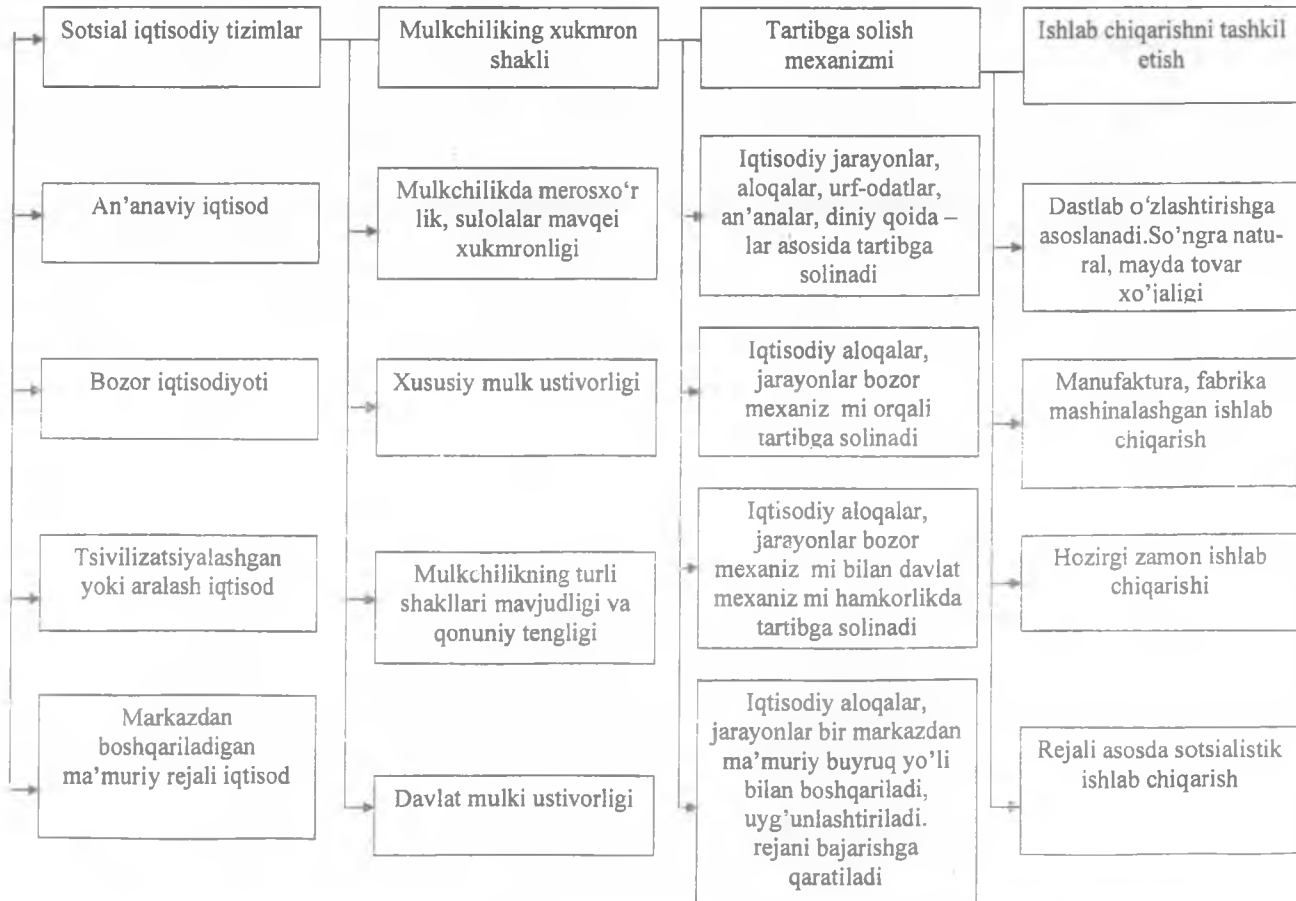 Sotsial iqtisodiy tizimlar
Mulkchiliking xukmron
shakli
Tartibga solish
mexanizmi
Ishlab chiqarishni tashkil
etish
An’anaviy iqtisod
Mulkchilikda merosxo‘r
lik, sulolalar mavqei
xukmronligi
Iqtisodiy jarayonlar,
aloqalar, urf-odatlar,
an’analar, diniy qoida –
lar asosida tartibga
solinadi
Dastlab o‘zlashtirishga
asoslanadi.So’ngra natu-
ral, mayda tovar
xo’jaligi
Bozor iqtisodiyoti
Xususiy mulk ustivorligi
Iqtisodiy aloqalar,
jarayonlar bozor
mexaniz mi orqali
tartibga solinadi
Manufaktura, fabrika
mashinalashgan ishlab
chiqarish
Tsivilizatsiyalashgan
yoki aralash iqtisod
Mulkchilikning turli
shakllari mavjudligi va
qonuniy tengligi
Iqtisodiy aloqalar,
jarayonlar bozor
mexaniz mi bilan davlat
mexaniz mi hamkorlikda
tartibga solinadi
Hozirgi zamon ishlab
chiqarishi
Markazdan
boshqariladigan
ma’muriy rejali iqtisod
Davlat mulki ustivorligi
Iqtisodiy aloqalar,
jarayonlar bir markazdan
ma’muriy buyruq yo’li
bilan boshqariladi,
uyg’unlashtiriladi.
rejani bajarishga
qaratiladi
Rejali asosda sotsialistik
ishlab chiqarish